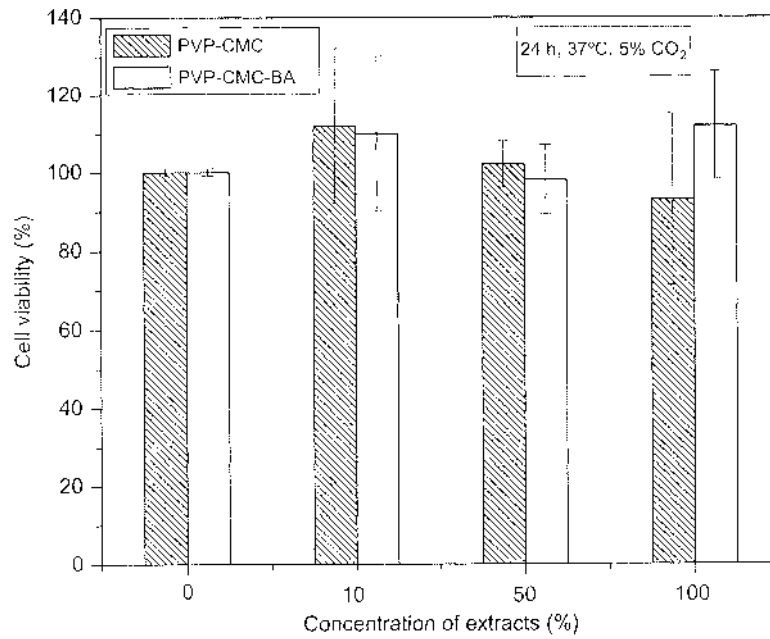 140
120
100
80
60
40
20
0
Cell viability (%)
PVP-CMC
PVP-CMC-BA
24 h, 37°C. 5% CO₂
0 10 50 100
Concentration of extracts (%)